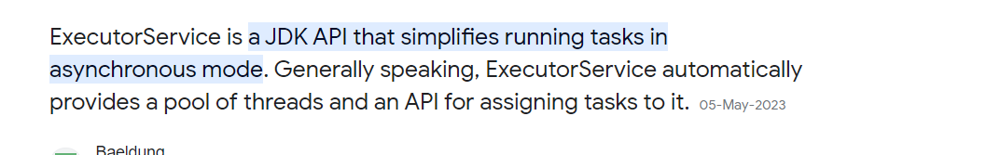 ExecutorService is a JDK API that simplifies running tasks in
asynchronous mode. Generally speaking, ExecutorService automatically
provides a pool of threads and an API for assigning tasks to it. 05-May-2023
Baeldung